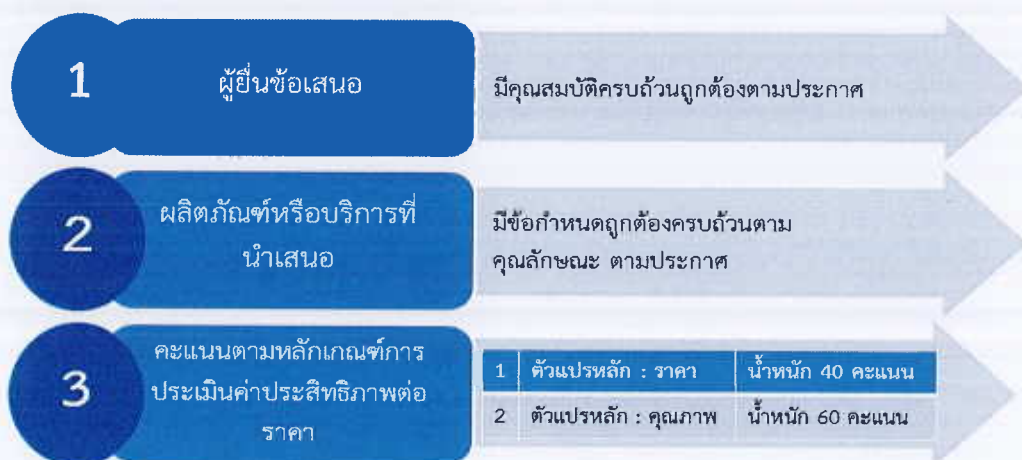 1
ผู้ยื่นข้อเสนอ
มีคุณสมบัติครบถ้วนถูกต้องตามประกาศ
2
ผลิตภัณฑ์หรือบริการที่
นำเสนอ
มีข้อกำหนดถูกต้องครบถ้วนตาม
คุณลักษณะ ตามประกาศ
3
คะแนนตามหลักเกณฑ์การ
ประเมินค่าประสิทธิภาพต่อ
ราคา
1 ตัวแปรหลัก : ราคา น้ำหนัก 40 คะแนน
2 ตัวแปรหลัก : คุณภาพ น้ำหนัก 60 คะแนน